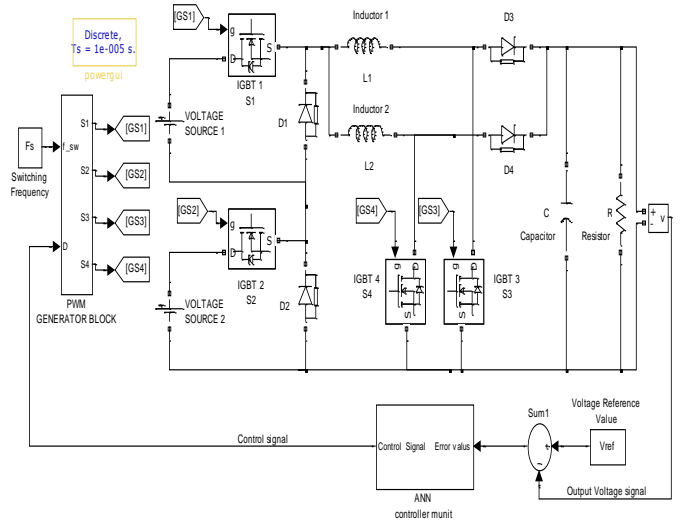 Discrete,
Ts = 1e-005 s.
powergui
[GS1]
g
D
S
IGBT 1
S1
VOLTAGE
SOURCE 1
D1
Inductor 1
L1
Inductor 2
L2
D3
D4
Fs
Switching
Frequency
f_sw
D
S1
S2
S3
S4
[GS1]
[GS2]
[GS3]
[GS4]
PWM
GENERATOR BLOCK
[GS2]
g
D
S
IGBT 2
S2
VOLTAGE
SOURCE 2
D2
[GS4]
[GS3]
g
D
S
IGBT 4
S4
g
D
S
IGBT 3
S3
C
Capacitor
R
Resistor
+
-
v
Control signal
Control Signal
Error valus
ANN
controller munit
Sum1
Voltage Reference
Value
Vref
Output Voltage signal